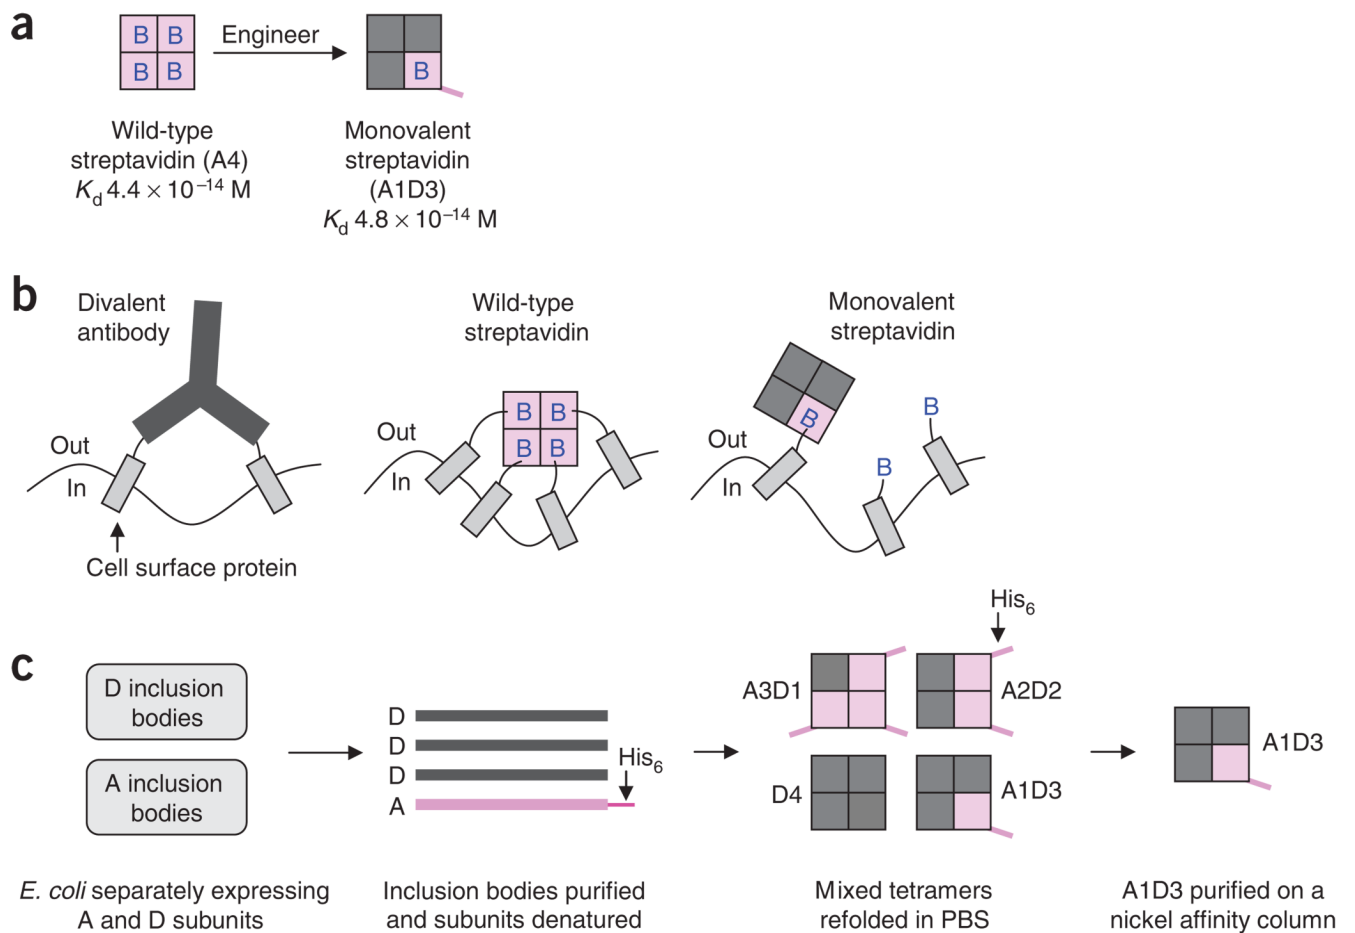 a
B B
B B
Engineer
B
Wild-type
streptavidin (A4)
Kd 4.4 × 10⁻¹⁴ M
Monovalent
streptavidin
(A1D3)
Kd 4.8 × 10⁻¹⁴ M
b
Divalent
antibody
Out
In
Cell surface protein
Wild-type
streptavidin
B B
B B
Out
In
Monovalent
streptavidin
B
B
B
Out
In
c
D inclusion
bodies
A inclusion
bodies
E. coli separately expressing
A and D subunits
D
D
D
A
His6
Inclusion bodies purified
and subunits denatured
His6
A3D1
A2D2
D4
A1D3
Mixed tetramers
refolded in PBS
A1D3
A1D3 purified on a
nickel affinity column